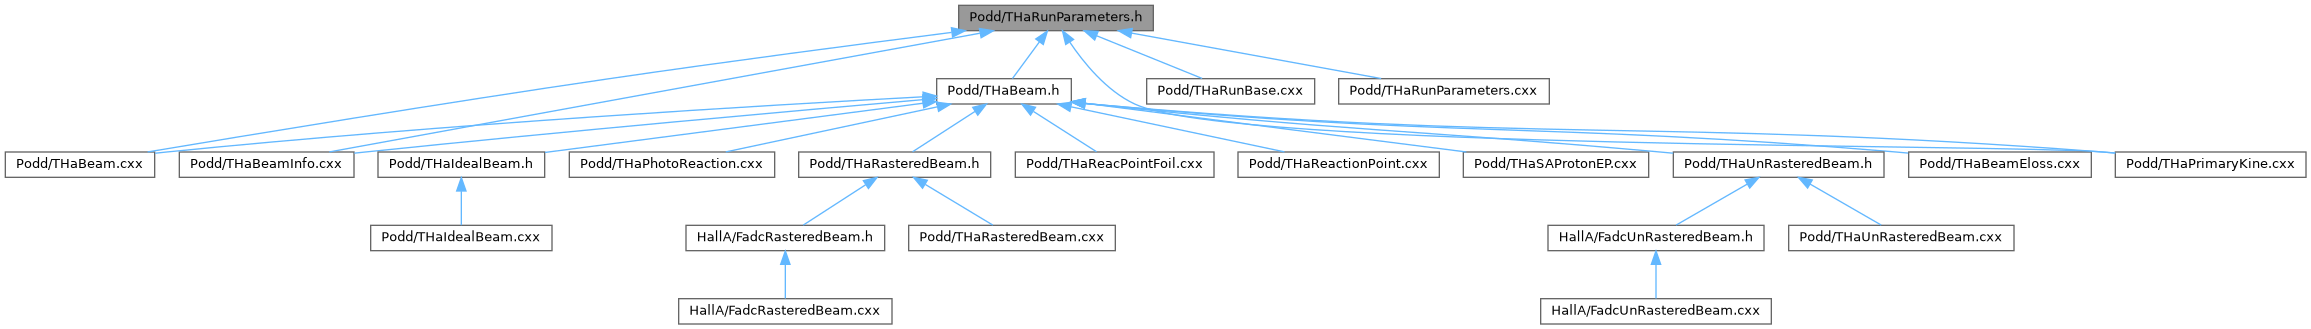 Podd/THaRunParameters.h
Podd/THaBeam.h
Podd/THaRunBase.cxx
Podd/THaRunParameters.cxx
Podd/THaBeam.cxx
Podd/THaBeamInfo.cxx
Podd/THaIdealBeam.h
Podd/THaPhotoReaction.cxx
Podd/THaRasteredBeam.h
Podd/THaReacPointFoil.cxx
Podd/THaReactionPoint.cxx
Podd/THaSAProtonEP.cxx
Podd/THaUnRasteredBeam.h
Podd/THaBeamEloss.cxx
Podd/THaPrimaryKine.cxx
Podd/THaIdealBeam.cxx
HallA/FadcRasteredBeam.h
Podd/THaRasteredBeam.cxx
HallA/FadcUnRasteredBeam.h
Podd/THaUnRasteredBeam.cxx
HallA/FadcRasteredBeam.cxx
HallA/FadcUnRasteredBeam.cxx